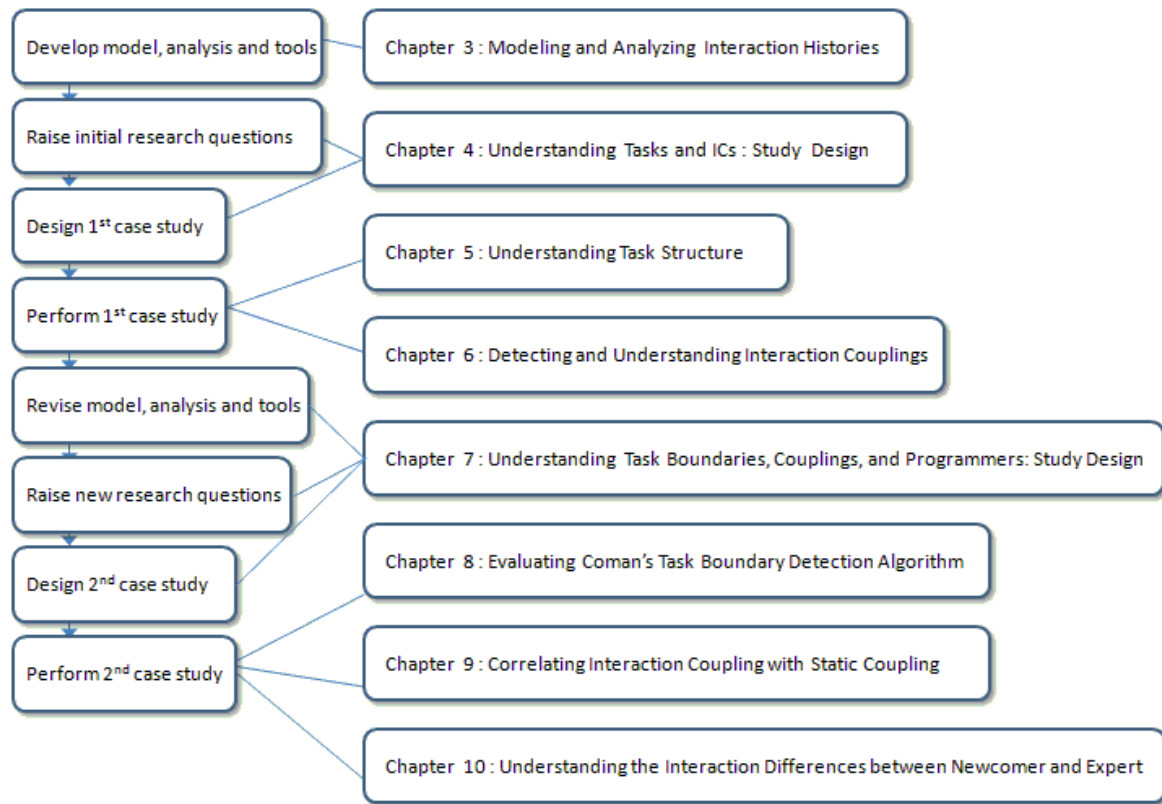 Develop model, analysis and tools
Raise initial research questions
Design 1st case study
Perform 1st case study
Revise model, analysis and tools
Raise new research questions
Design 2nd case study
Perform 2nd case study
Chapter 3 : Modeling and Analyzing Interaction Histories
Chapter 4 : Understanding Tasks and ICs : Study Design
Chapter 5 : Understanding Task Structure
Chapter 6 : Detecting and Understanding Interaction Couplings
Chapter 7 : Understanding Task Boundaries, Couplings, and Programmers: Study Design
Chapter 8 : Evaluating Coman's Task Boundary Detection Algorithm
Chapter 9 : Correlating Interaction Coupling with Static Coupling
Chapter 10 : Understanding the Interaction Differences between Newcomer and Expert